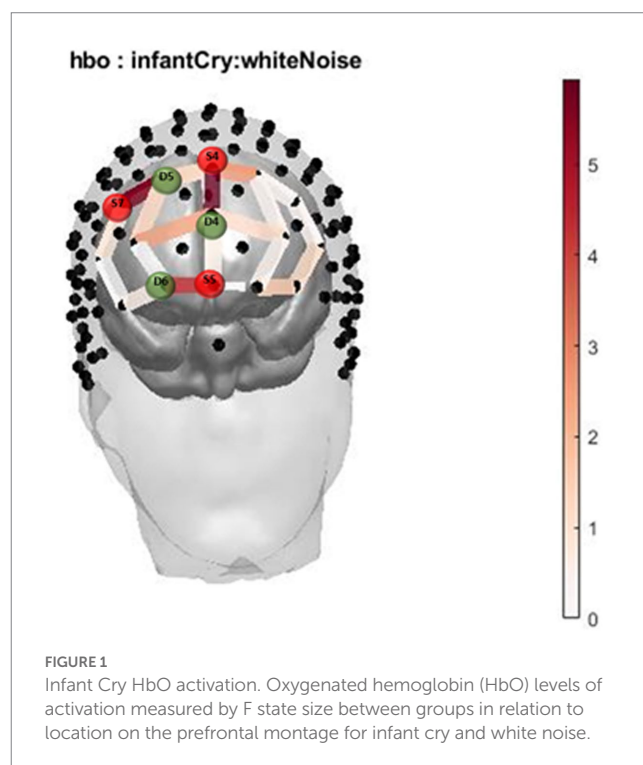 hbo : infantCry:whiteNoise
S4
D5
S7
D4
D6
S5
5
4
3
2
1
0
FIGURE 1
Infant Cry HbO activation. Oxygenated hemoglobin (HbO) levels of
activation measured by F state size between groups in relation to
location on the prefrontal montage for infant cry and white noise.